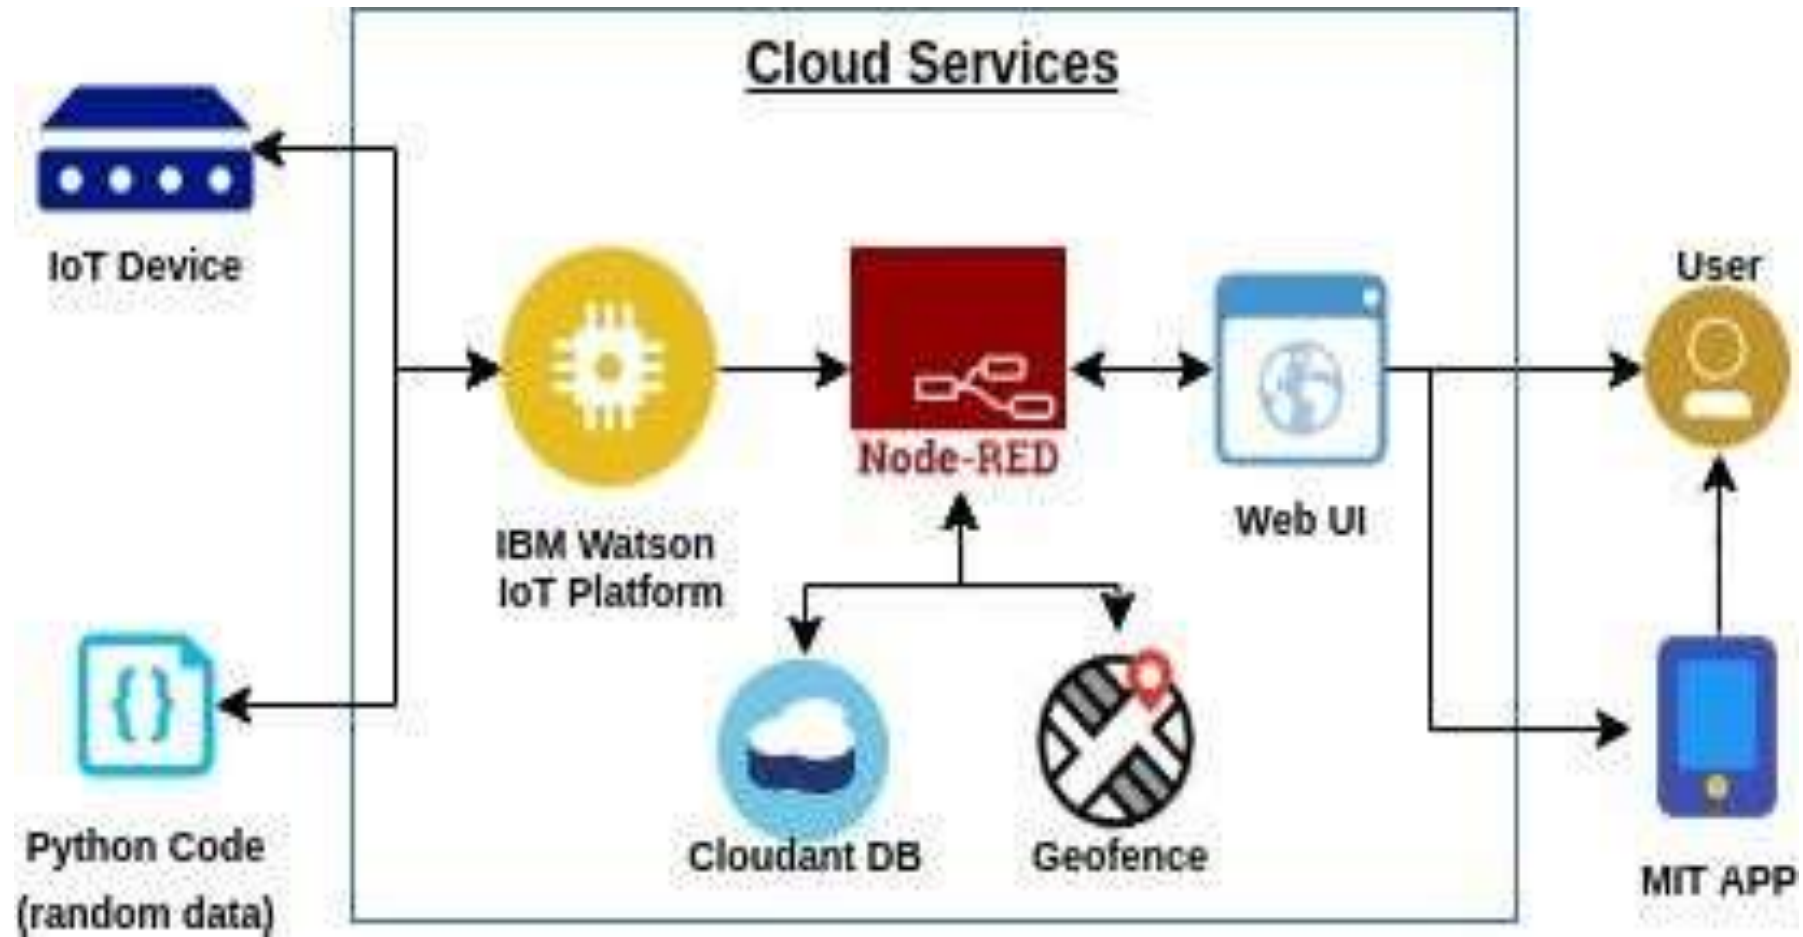 Cloud Services
IoT Device
User
Node-RED
Web UI
IBM Watson
IoT Platform
Python Code
(random data)
Cloudant DB
Geofence
MIT APP